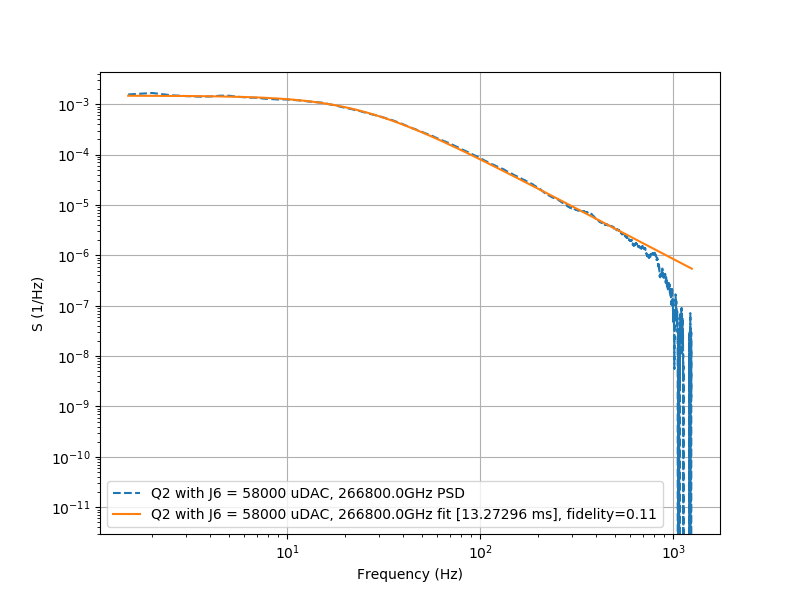 10⁻³
10⁻⁴
10⁻⁵
10⁻⁶
10⁻⁷
10⁻⁸
10⁻⁹
10⁻¹⁰
10⁻¹¹
S (1/Hz)
Q2 with J6 = 58000 uDAC, 266800.0GHz PSD
Q2 with J6 = 58000 uDAC, 266800.0GHz fit [13.27296 ms], fidelity=0.11
10¹ 10² 10³
Frequency (Hz)